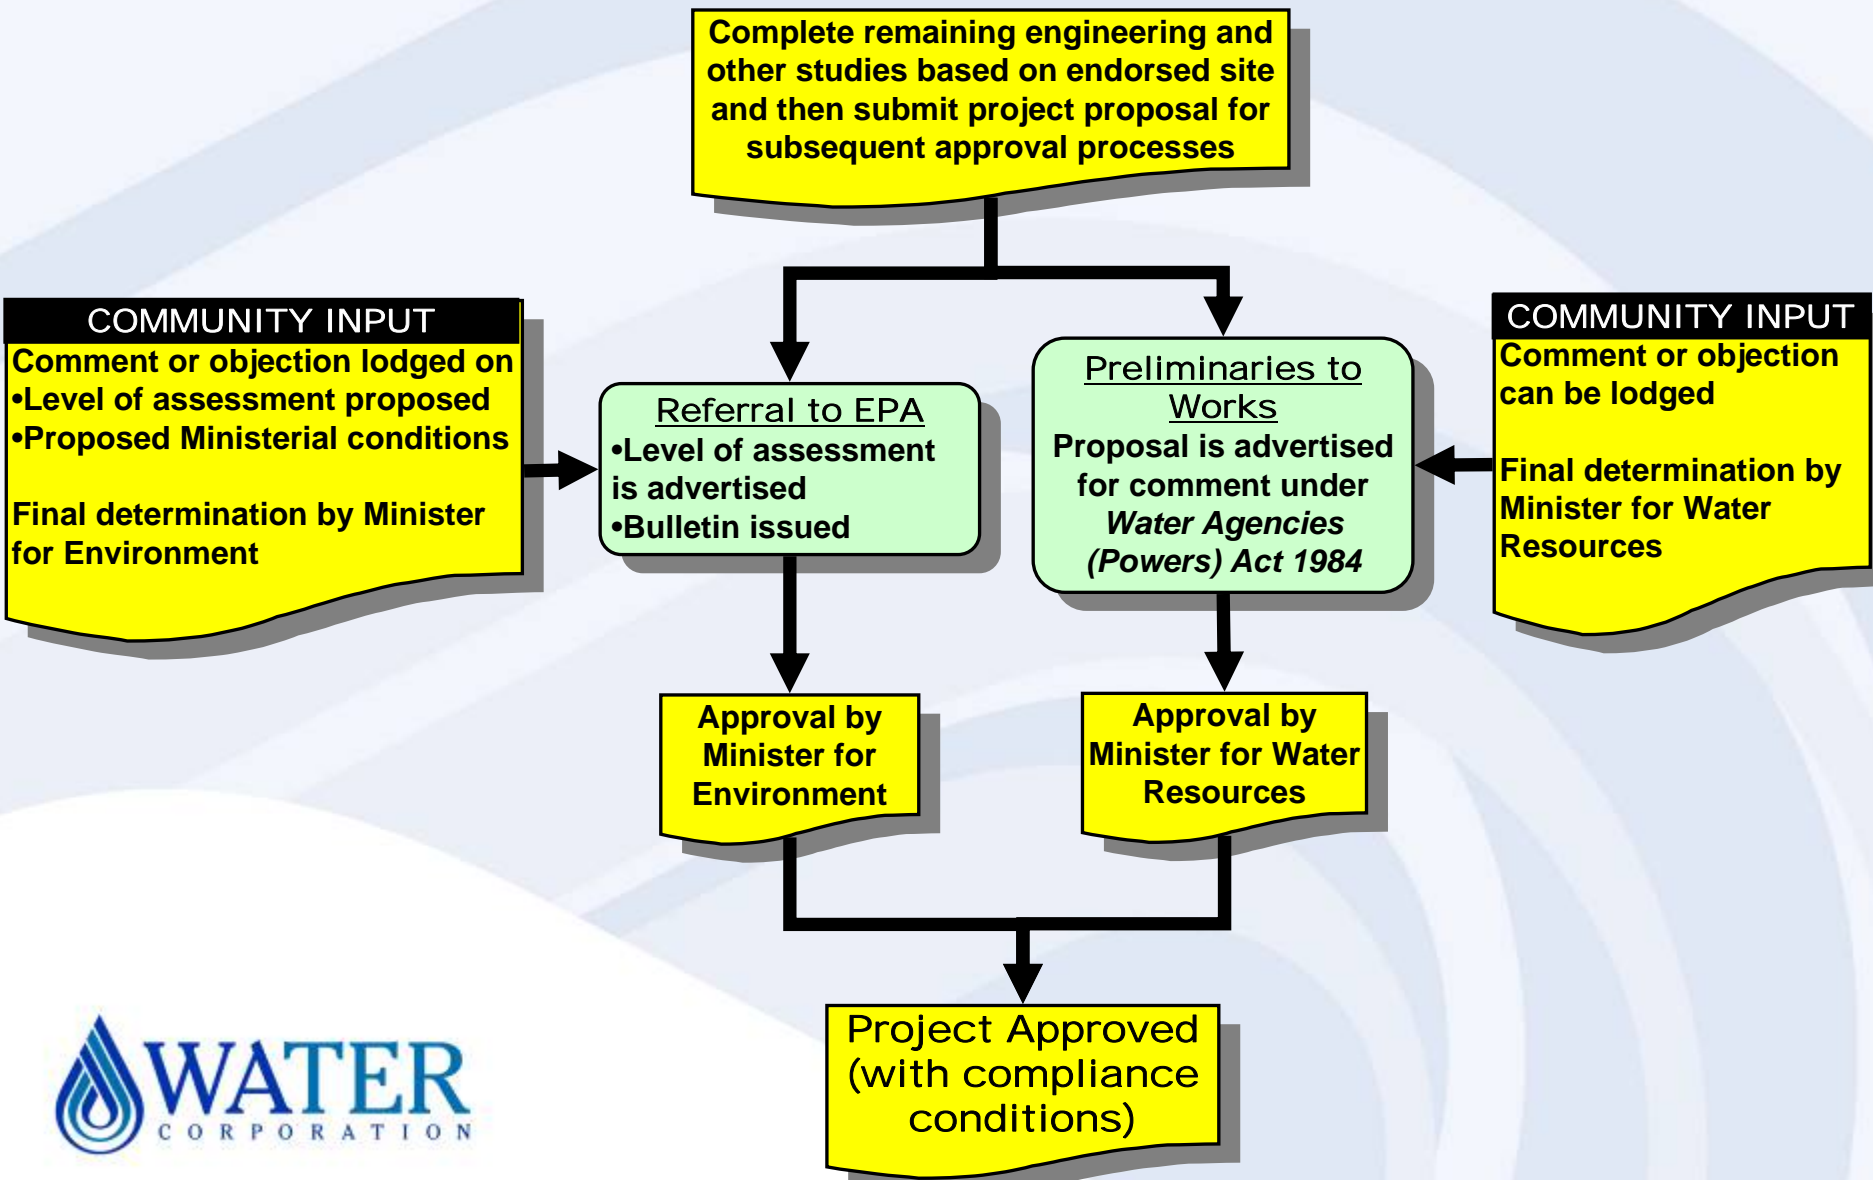 Complete remaining engineering and
other studies based on endorsed site
and then submit project proposal for
subsequent approval processes
COMMUNITY INPUT
Comment or objection lodged on
•Level of assessment proposed
•Proposed Ministerial conditions
Final determination by Minister
for Environment
Referral to EPA
•Level of assessment
is advertised
•Bulletin issued
Preliminaries to
Works
Proposal is advertised
for comment under
Water Agencies
(Powers) Act 1984
COMMUNITY INPUT
Comment or objection
can be lodged
Final determination by
Minister for Water
Resources
Approval by
Minister for
Environment
Approval by
Minister for Water
Resources
Project Approved
(with compliance
conditions)
WATER
CORPORATION